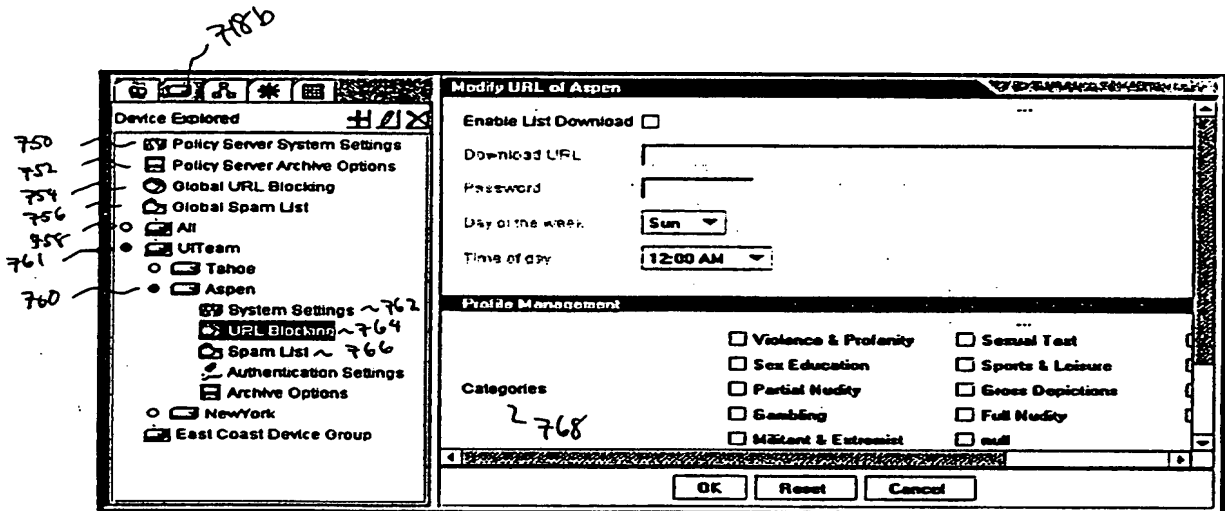 718b
Modify URL of Aspen
Device Explored
Enable List Download
750
Policy Server System Settings
Download URL
752
Policy Server Archive Options
754
Global URL Blocking
Password
756
Global Spam List
958
All
Day of the week
Sun
761
UITeam
Tahoe
Time of day
12:00 AM
760
Aspen
System Settings ~762
Profile Management
URL Blocking ~764
Violence & Profanity
Sexual Text
Spam List ~ 766
Sex Education
Sports & Leisure
Authentication Settings
Categories
Partial Nudity
Gross Depictions
Archive Options
768
Gambling
Full Nudity
NewYork
Militant & Extremist
null
East Coast Device Group
OK
Reset
Cancel